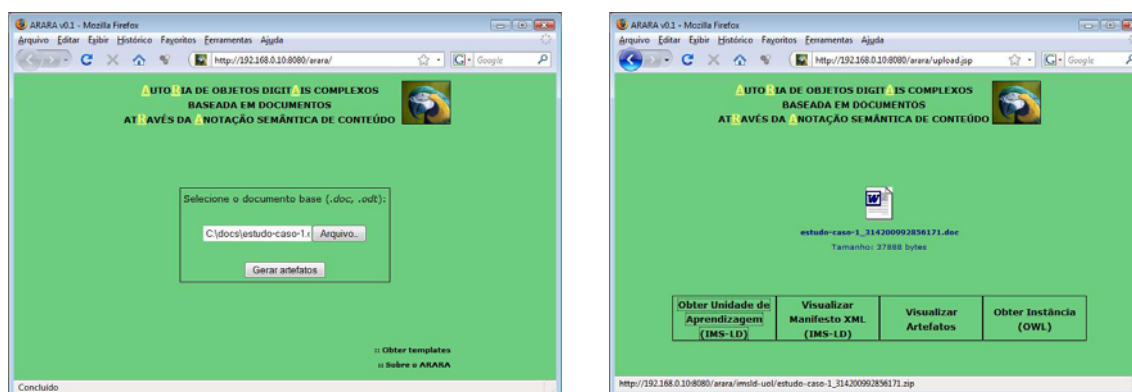 ARARA v0.1 - Mozilla Firefox
Arquivo Editar Exibir Histórico Favoritos Ferramentas Ajuda
http://192.168.0.10:8080/arara/
Google
AUTORIA DE OBJETOS DIGITAIS COMPLEXOS
BASEADA EM DOCUMENTOS
ATRAVÉS DA ANOTAÇÃO SEMÂNTICA DE CONTEÚDO
Selecione o documento base (.doc, .odt):
C:\docs\estudo-caso-1.c
Arquivo...
Gerar artefatos
:: Obter templates
:: Sobre o ARARA
Concluído
ARARA v0.1 - Mozilla Firefox
Arquivo Editar Exibir Histórico Favoritos Ferramentas Ajuda
http://192.168.0.10:8080/arara/upload.jsp
Google
AUTORIA DE OBJETOS DIGITAIS COMPLEXOS
BASEADA EM DOCUMENTOS
ATRAVÉS DA ANOTAÇÃO SEMÂNTICA DE CONTEÚDO
estudo-caso-1_314200992856171.doc
Tamanho: 37888 bytes
Obter Unidade de
Aprendizagem
(IMS-LD)
Visualizar
Manifesto XML
(IMS-LD)
Visualizar
Artefatos
Obter Instância
(OWL)
http://192.168.0.10:8080/arara/imsld-uol/estudo-caso-1_314200992856171.zip